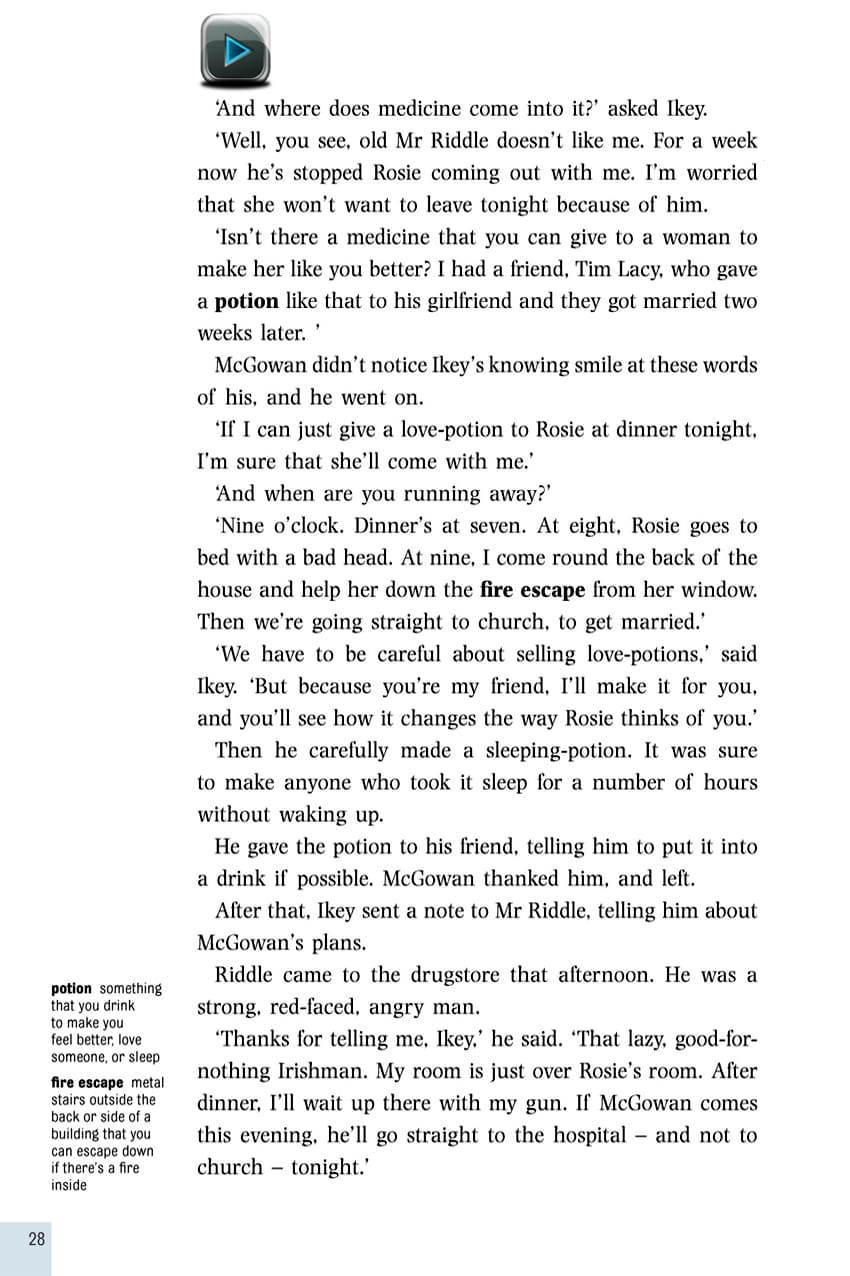 ‘And where does medicine come into it?’ asked Ikey.
‘Well, you see, old Mr Riddle doesn’t like me. For a week
now he’s stopped Rosie coming out with me. I’m worried
that she won’t want to leave tonight because of him.
‘Isn’t there a medicine that you can give to a woman to
make her like you better? I had a friend, Tim Lacy, who gave
a potion like that to his girlfriend and they got married two
weeks later. ’
McGowan didn’t notice Ikey’s knowing smile at these words
of his, and he went on.
‘If I can just give a love-potion to Rosie at dinner tonight,
I’m sure that she’ll come with me.’
‘And when are you running away?’
‘Nine o’clock. Dinner’s at seven. At eight, Rosie goes to
bed with a bad head. At nine, I come round the back of the
house and help her down the fire escape from her window.
Then we’re going straight to church, to get married.’
‘We have to be careful about selling love-potions,’ said
Ikey. ‘But because you’re my friend, I’ll make it for you,
and you’ll see how it changes the way Rosie thinks of you.’
Then he carefully made a sleeping-potion. It was sure
to make anyone who took it sleep for a number of hours
without waking up.
He gave the potion to his friend, telling him to put it into
a drink if possible. McGowan thanked him, and left.
After that, Ikey sent a note to Mr Riddle, telling him about
McGowan’s plans.
Riddle came to the drugstore that afternoon. He was a
strong, red-faced, angry man.
‘Thanks for telling me, Ikey,’ he said. ‘That lazy, good-for-
nothing Irishman. My room is just over Rosie’s room. After
dinner, I’ll wait up there with my gun. If McGowan comes
this evening, he’ll go straight to the hospital – and not to
church – tonight.’
potion something
that you drink
to make you
feel better, love
someone, or sleep
fire escape metal
stairs outside the
back or side of a
building that you
can escape down
if there’s a fire
inside
28